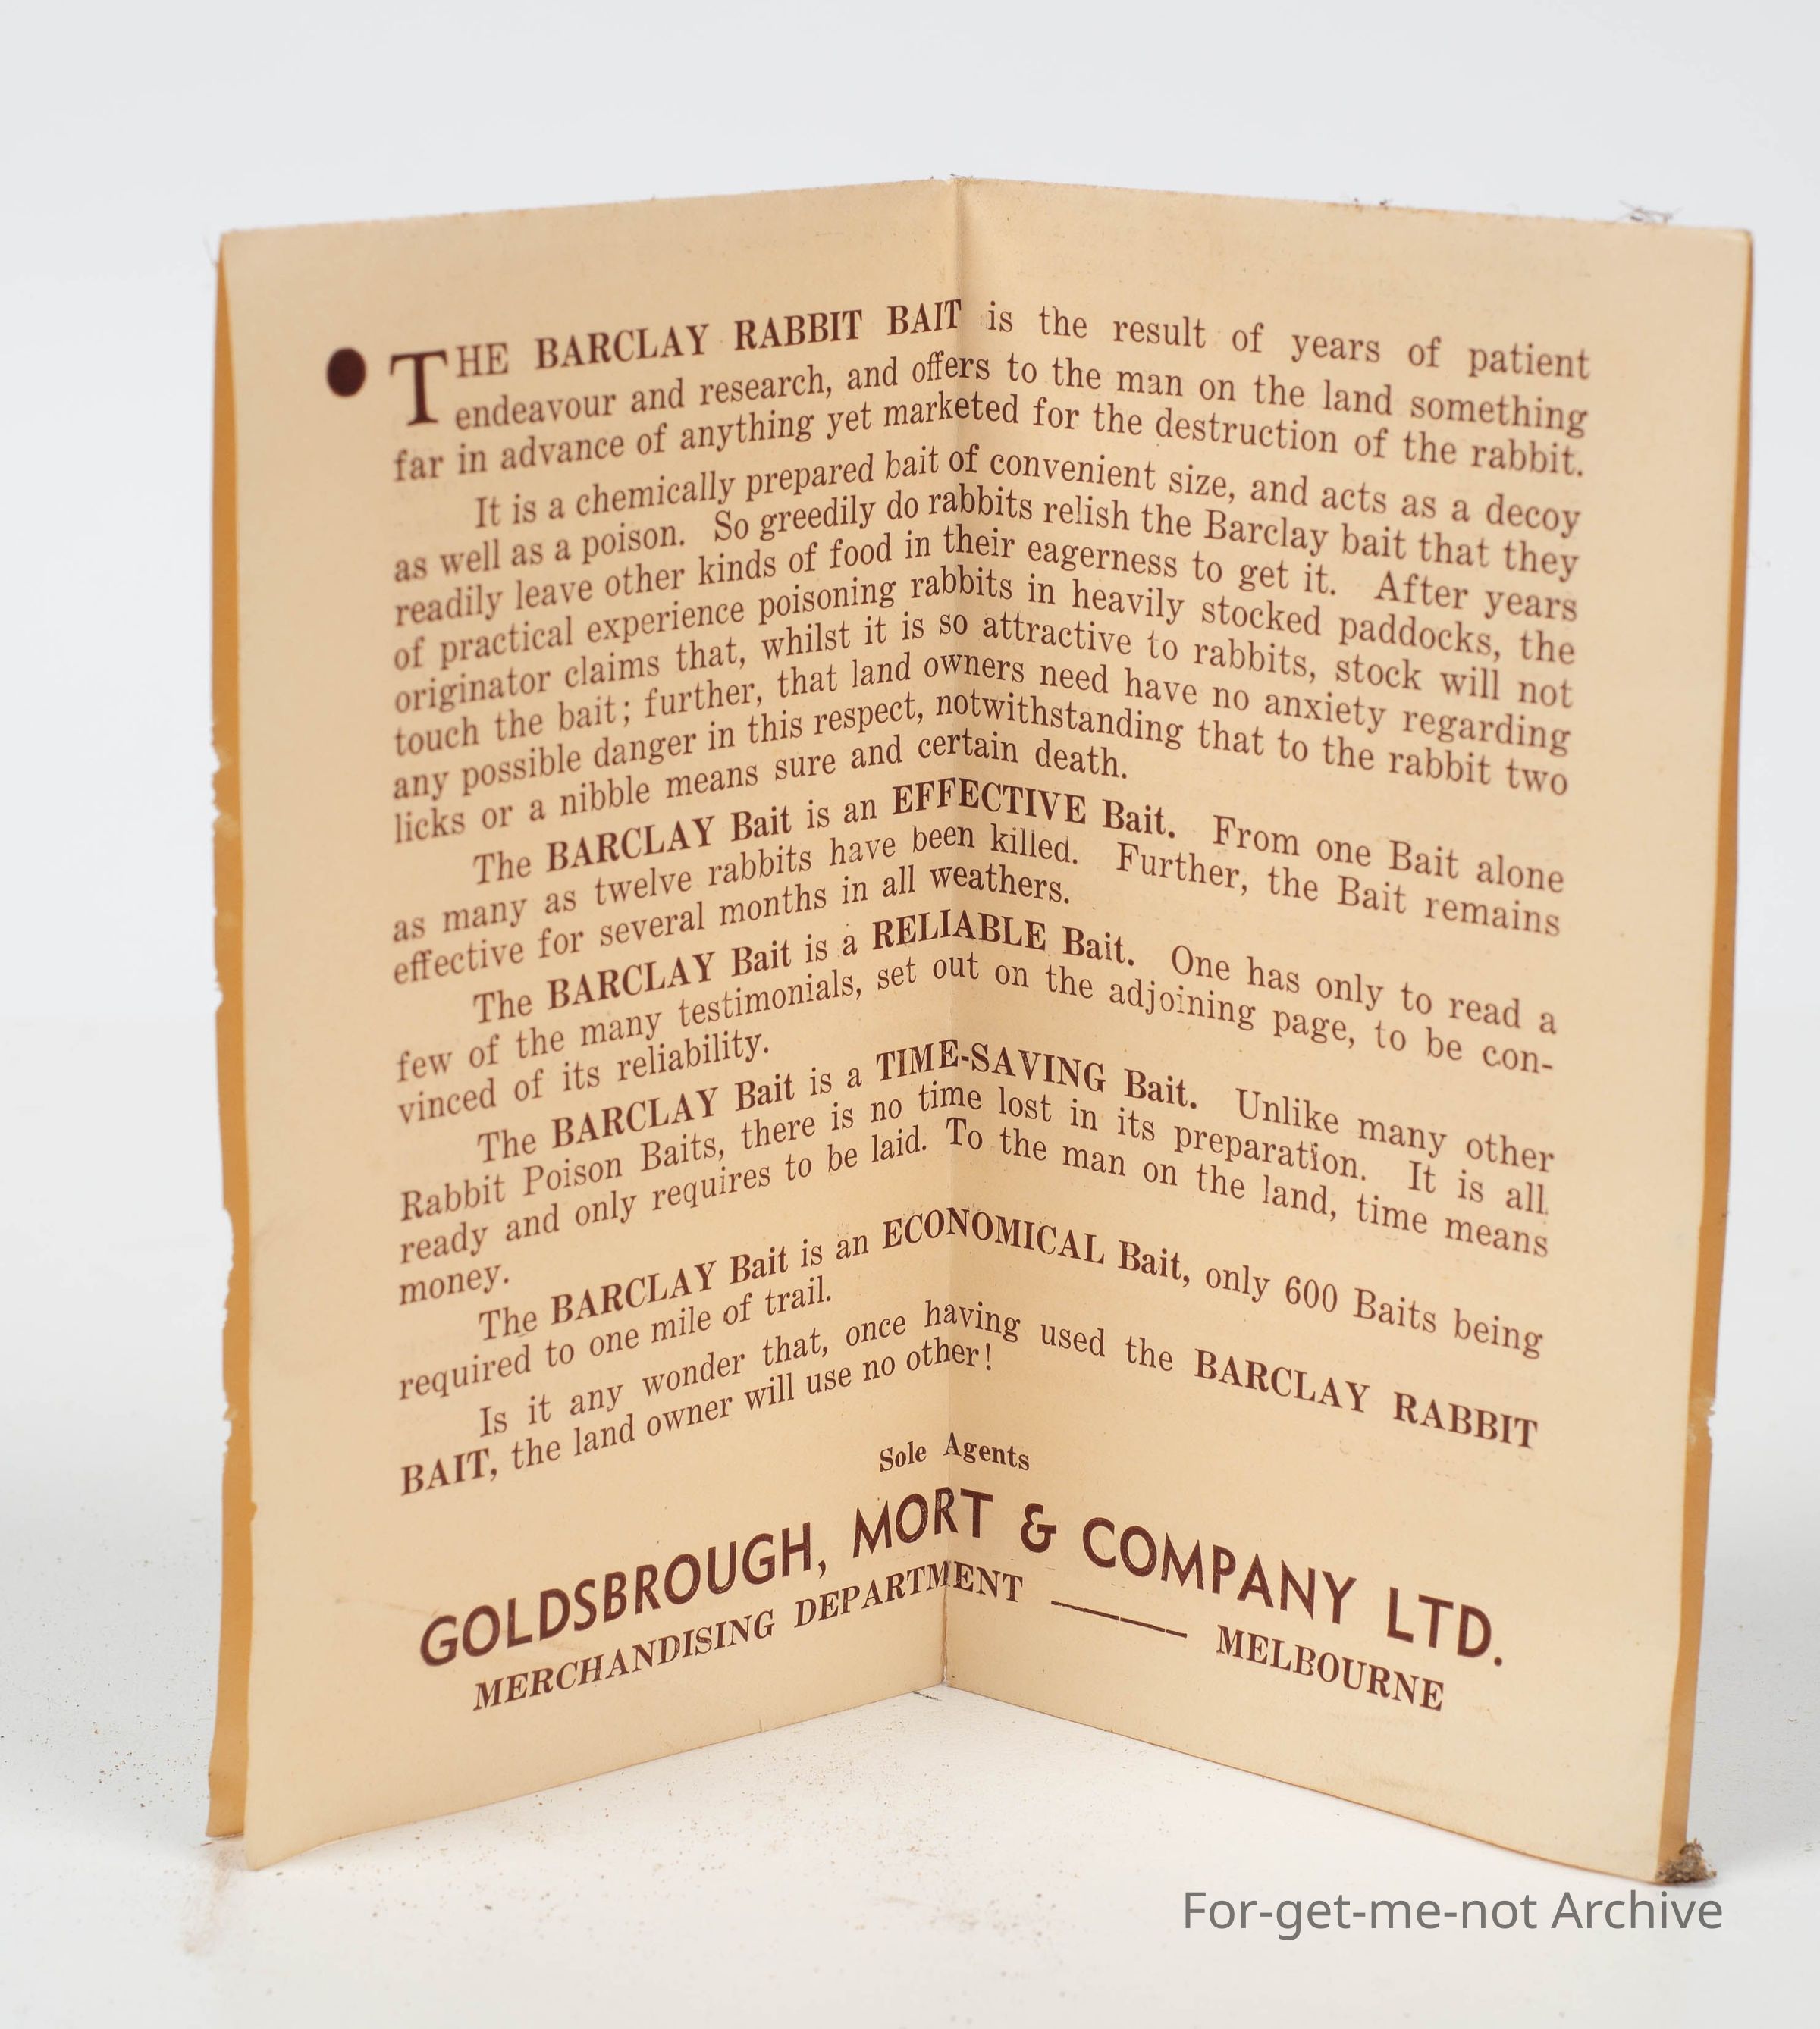 ● THE BARCLAY RABBIT BAIT is the result of years of patient
endeavour and research, and offers to the man on the land something
far in advance of anything yet marketed for the destruction of the rabbit.
It is a chemically prepared bait of convenient size, and acts as a decoy
as well as a poison. So greedily do rabbits relish the Barclay bait that they
readily leave other kinds of food in their eagerness to get it. After years
of practical experience poisoning rabbits in heavily stocked paddocks, the
originator claims that, whilst it is so attractive to rabbits, stock will not
touch the bait; further, that land owners need have no anxiety regarding
any possible danger in this respect, notwithstanding that to the rabbit two
licks or a nibble means sure and certain death.
The BARCLAY Bait is an EFFECTIVE Bait. From one Bait alone
as many as twelve rabbits have been killed. Further, the Bait remains
effective for several months in all weathers.
The BARCLAY Bait is a RELIABLE Bait. One has only to read a
few of the many testimonials, set out on the adjoining page, to be con-
vinced of its reliability.
The BARCLAY Bait is a TIME-SAVING Bait. Unlike many other
Rabbit Poison Baits, there is no time lost in its preparation. It is all
ready and only requires to be laid. To the man on the land, time means
money.
The BARCLAY Bait is an ECONOMICAL Bait, only 600 Baits being
required to one mile of trail.
Is it any wonder that, once having used the BARCLAY RABBIT
BAIT, the land owner will use no other!
Sole Agents
GOLDSBROUGH, MORT & COMPANY LTD.
MERCHANDISING DEPARTMENT ______ MELBOURNE
For-get-me-not Archive